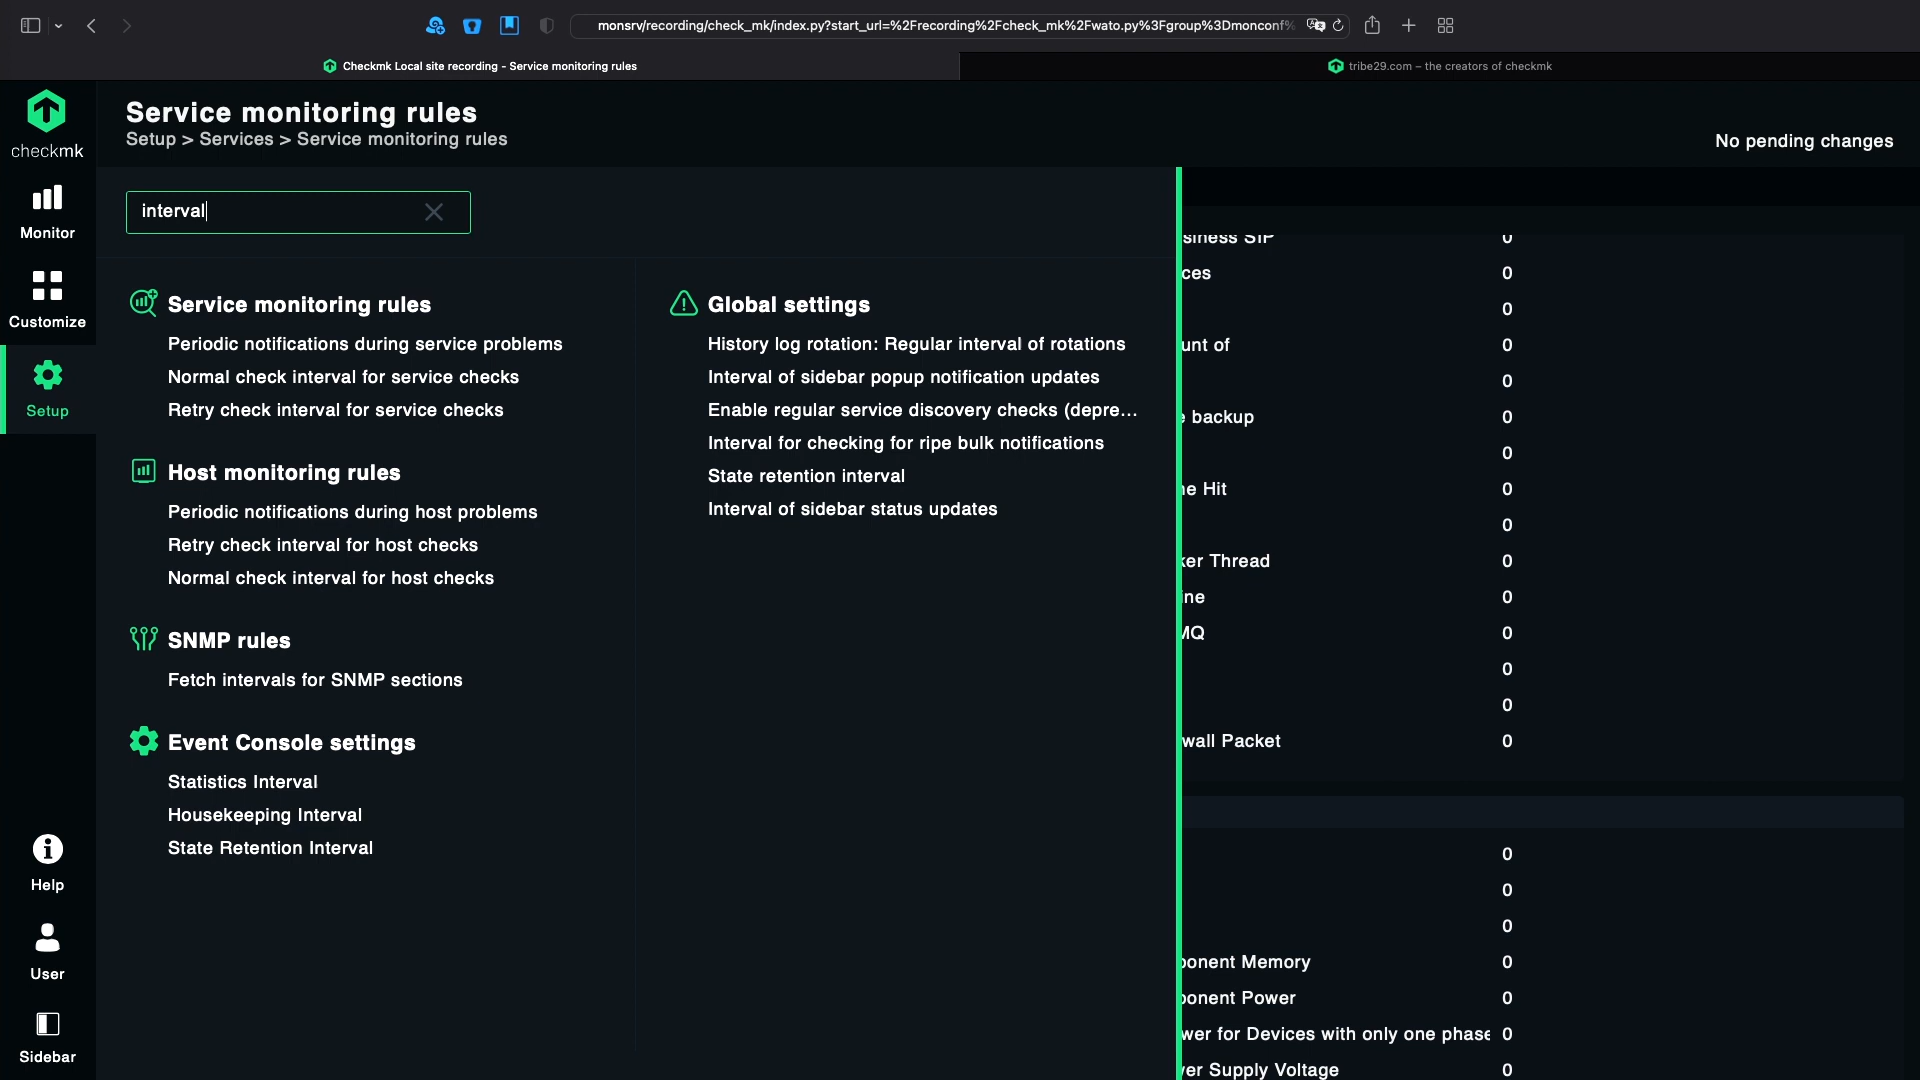 monsrv/recording/check_mk/index.py?start_url=%2Frecording%2Fcheck_mk%2Fwato.py%3Fgroup%3Dmonconf%
Checkmk Local site recording - Service monitoring rules
tribe29.com – the creators of checkmk
checkmk
Monitor
Customize
Setup
Help
User
Sidebar
Service monitoring rules
Setup > Services > Service monitoring rules
No pending changes
interval
Service monitoring rules
Periodic notifications during service problems
Normal check interval for service checks
Retry check interval for service checks
Host monitoring rules
Periodic notifications during host problems
Retry check interval for host checks
Normal check interval for host checks
SNMP rules
Fetch intervals for SNMP sections
Event Console settings
Statistics Interval
Housekeeping Interval
State Retention Interval
Global settings
History log rotation: Regular interval of rotations
Interval of sidebar popup notification updates
Enable regular service discovery checks (depre...
Interval for checking for ripe bulk notifications
State retention interval
Interval of sidebar status updates
siness SIP 0
ces 0
0
unt of 0
0
backup 0
0
he Hit 0
0
ker Thread 0
ine 0
MQ 0
0
0
wall Packet 0
0
0
0
ponent Memory 0
ponent Power 0
wer for Devices with only one phase 0
er Supply Voltage 0